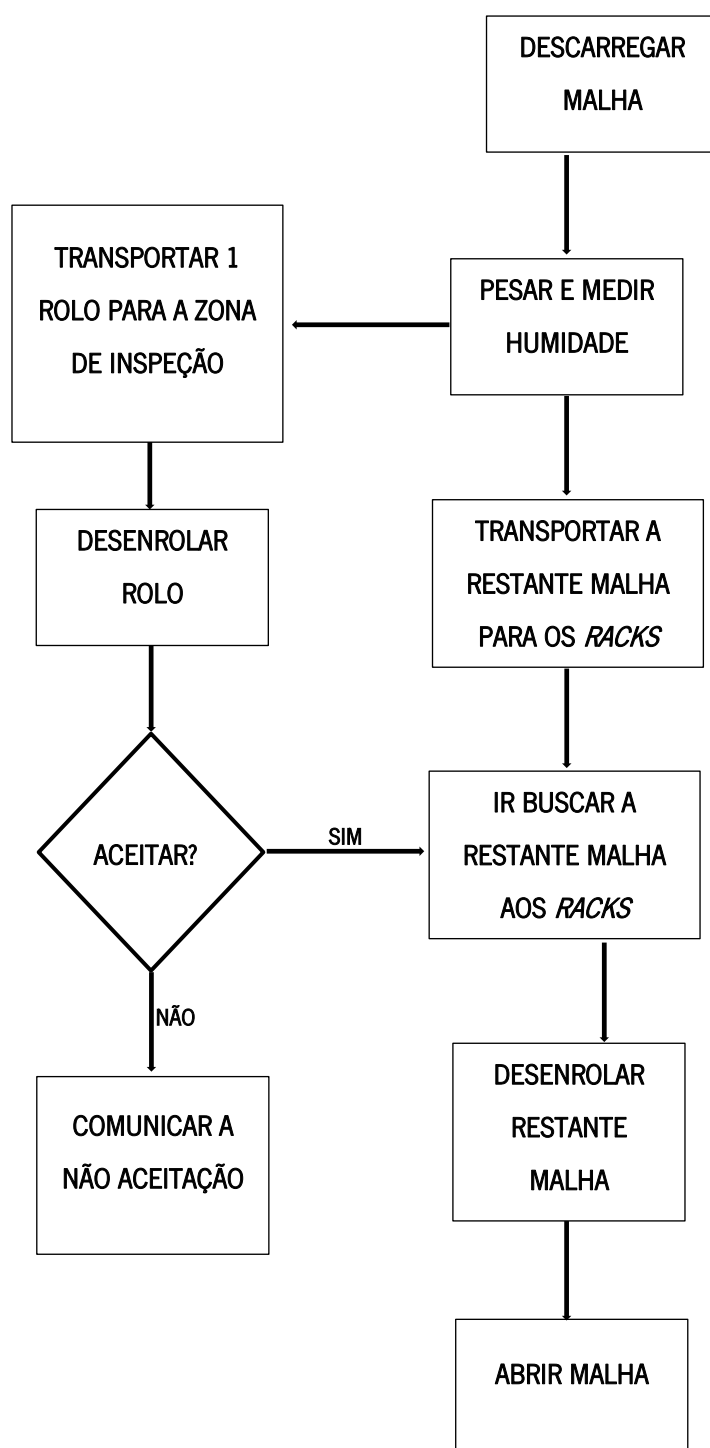 DESCARREGAR
MALHA
PESAR E MEDIR
HUMIDADE
TRANSPORTAR 1
ROLO PARA A ZONA
DE INSPEÇÃO
DESENROLAR
ROLO
TRANSPORTAR A
RESTANTE MALHA
PARA OS RACKS
ACEITAR?
SIM
IR BUSCAR A
RESTANTE MALHA
AOS RACKS
NÃO
COMUNICAR A
NÃO ACEITAÇÃO
DESENROLAR
RESTANTE
MALHA
ABRIR MALHA